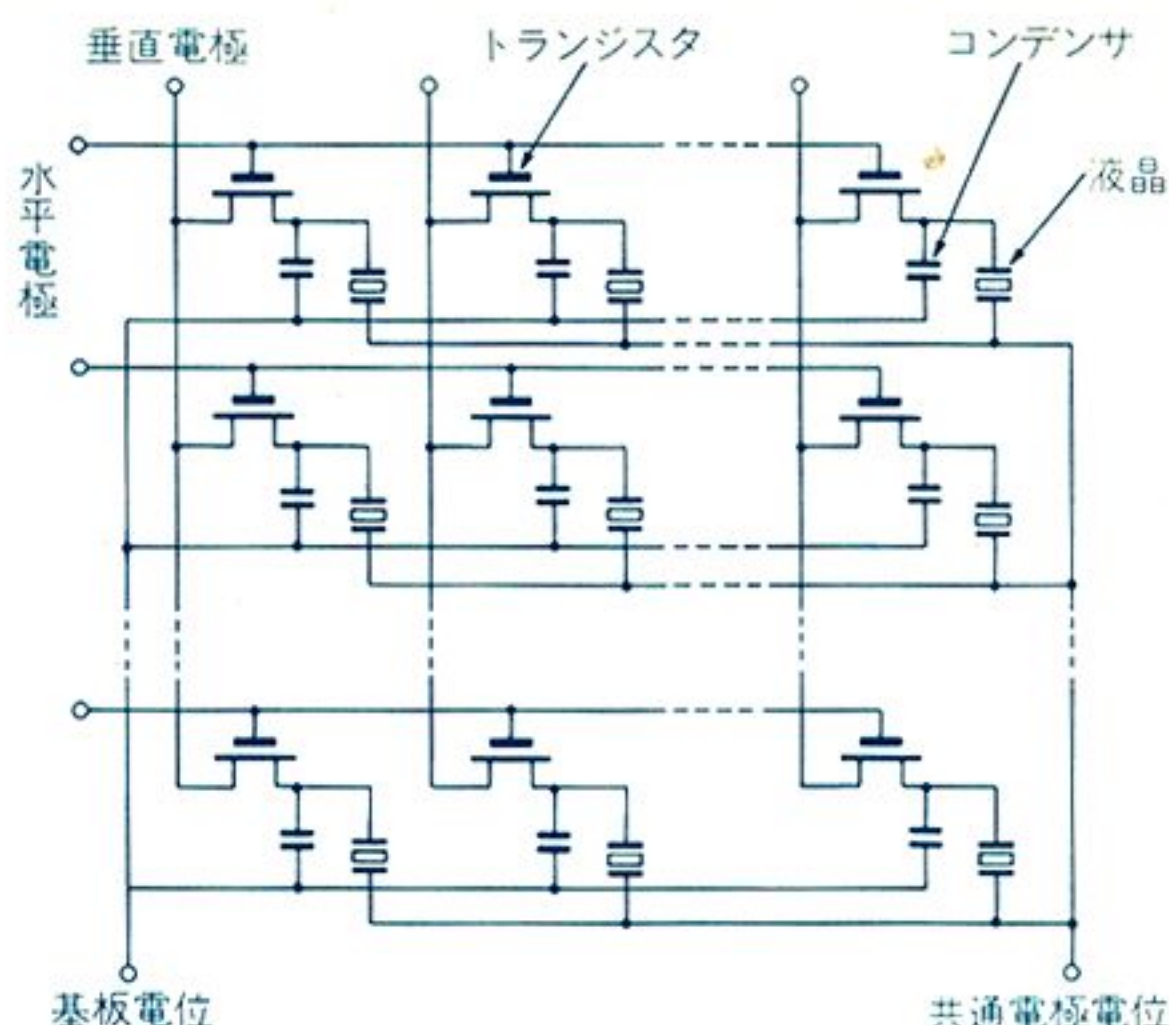 垂直電極
トランジスタ
コンデンサ
水平電極
液晶
基板電位
共通電極電位